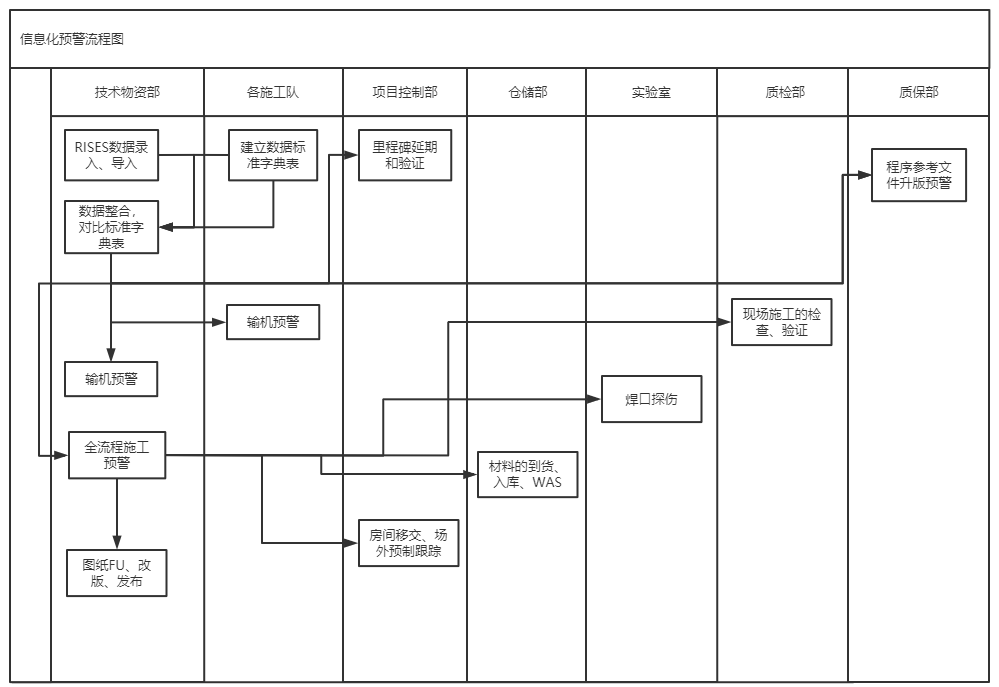 信息化预警流程图
技术物资部
各施工队
项目控制部
仓储部
实验室
质检部
质保部
RISES数据录
入、导入
建立数据标
准字典表
里程碑延期
和验证
程序参考文
件升版预警
数据整合，
对比标准字
典表
输机预警
现场施工的检
查、验证
输机预警
焊口探伤
全流程施工
预警
材料的到货、
入库、WAS
房间移交、场
外预制跟踪
图纸FU、改
版、发布